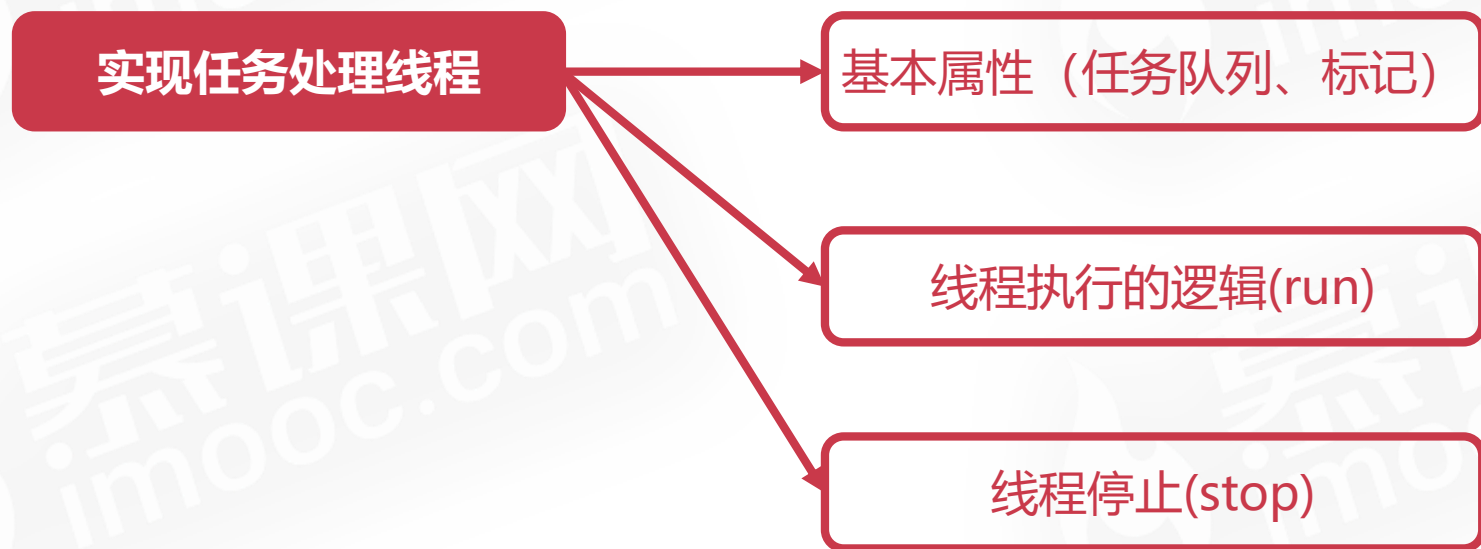 实现任务处理线程
基本属性（任务队列、标记）
线程执行的逻辑(run)
线程停止(stop)
慕课网
imooc.com